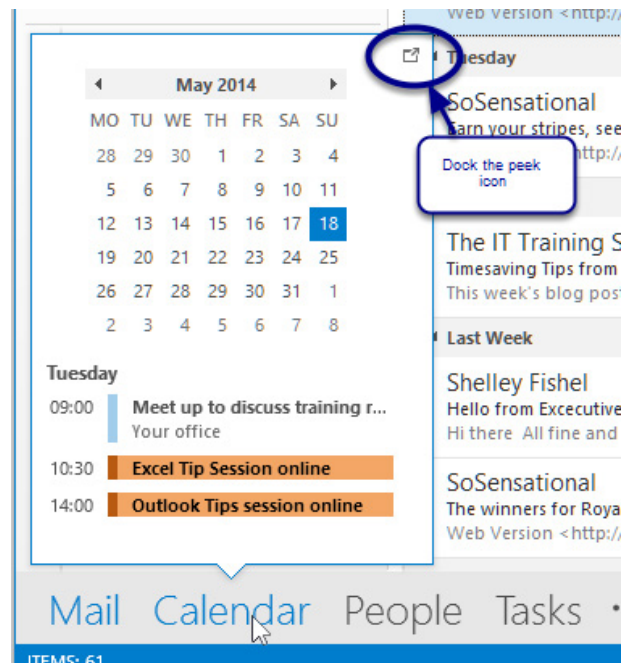 Web Version <http://
May 2014
MO TU WE TH FR SA SU
28 29 30 1 2 3 4
5 6 7 8 9 10 11
12 13 14 15 16 17 18
19 20 21 22 23 24 25
26 27 28 29 30 31 1
2 3 4 5 6 7 8
Tuesday
09:00 Meet up to discuss training r...
Your office
10:30 Excel Tip Session online
14:00 Outlook Tips session online
Tuesday
SoSensational
Earn your stripes, see
ttp:/
Dock the peek
icon
The IT Training S
Timesaving Tips from
This week's blog pos
Last Week
Shelley Fishel
Hello from Excecutive
Hi there All fine and
SoSensational
The winners for Roya
Web Version <http://
Mail Calendar People Tasks
ITEMS: 61